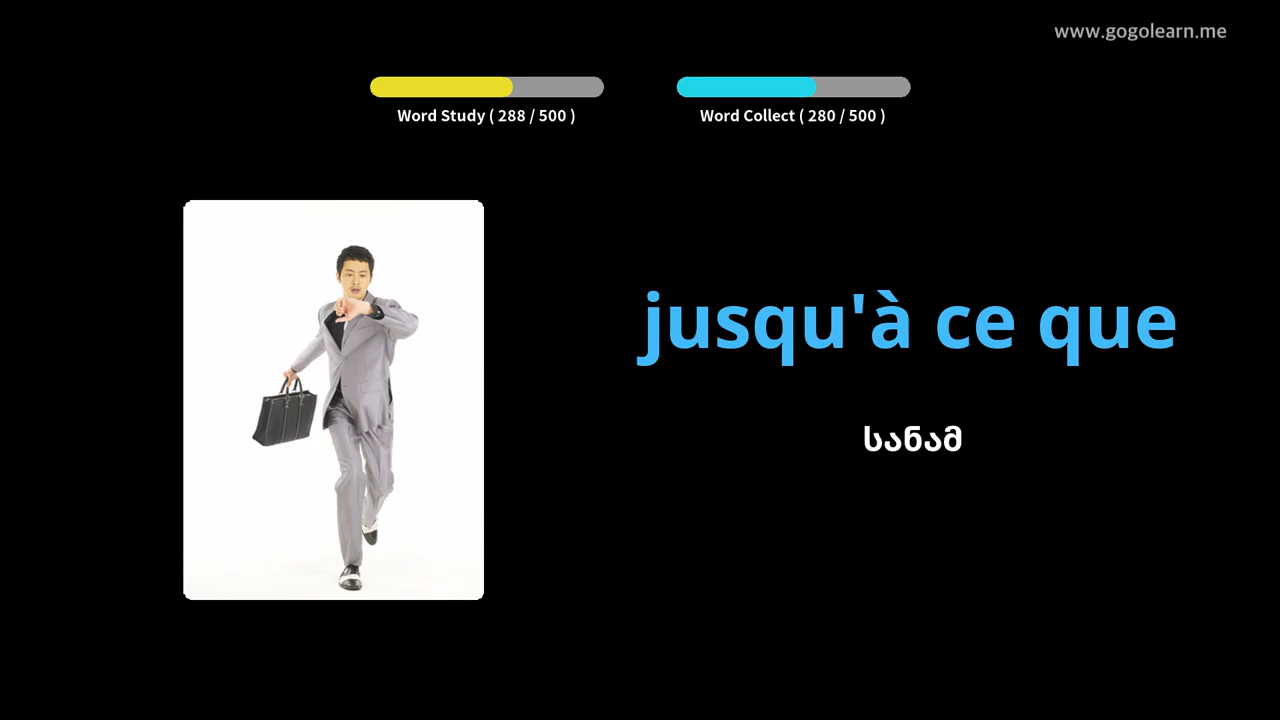 www.gogolearn.me
Word Study ( 288 / 500 )
Word Collect ( 280 / 500 )
jusqu'à ce que
სანამ